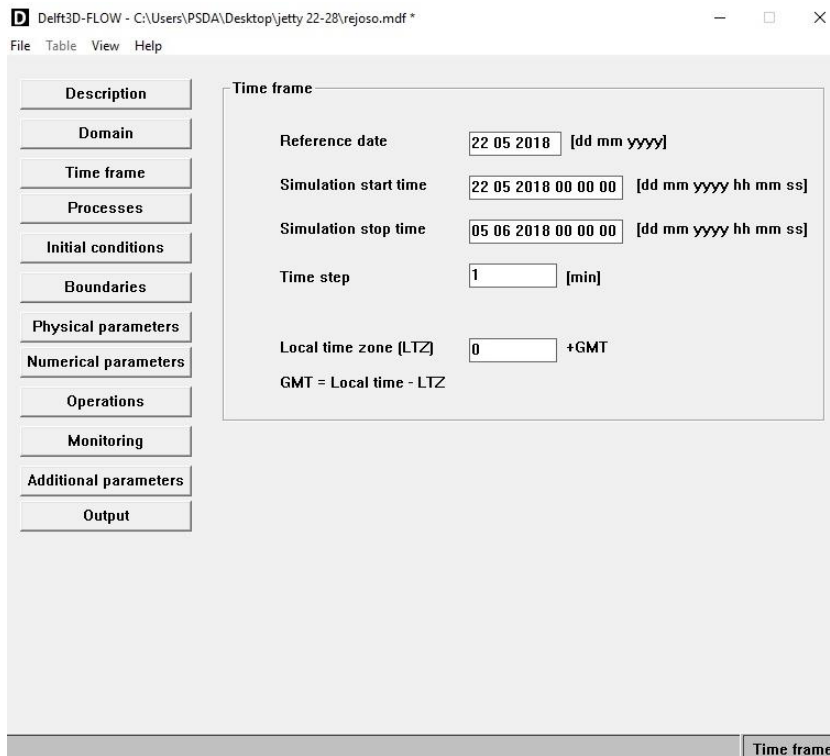 D Delft3D-FLOW - C:\Users\PSDA\Desktop\jetty 22-28\rejoso.mdf *
File Table View Help
Description
Domain
Time frame
Processes
Initial conditions
Boundaries
Physical parameters
Numerical parameters
Operations
Monitoring
Additional parameters
Output
Time frame
Reference date 22 05 2018 [dd mm yyyy]
Simulation start time 22 05 2018 00 00 00 [dd mm yyyy hh mm ss]
Simulation stop time 05 06 2018 00 00 00 [dd mm yyyy hh mm ss]
Time step 1 [min]
Local time zone (LTZ) 0 +GMT
GMT = Local time - LTZ
Time frame